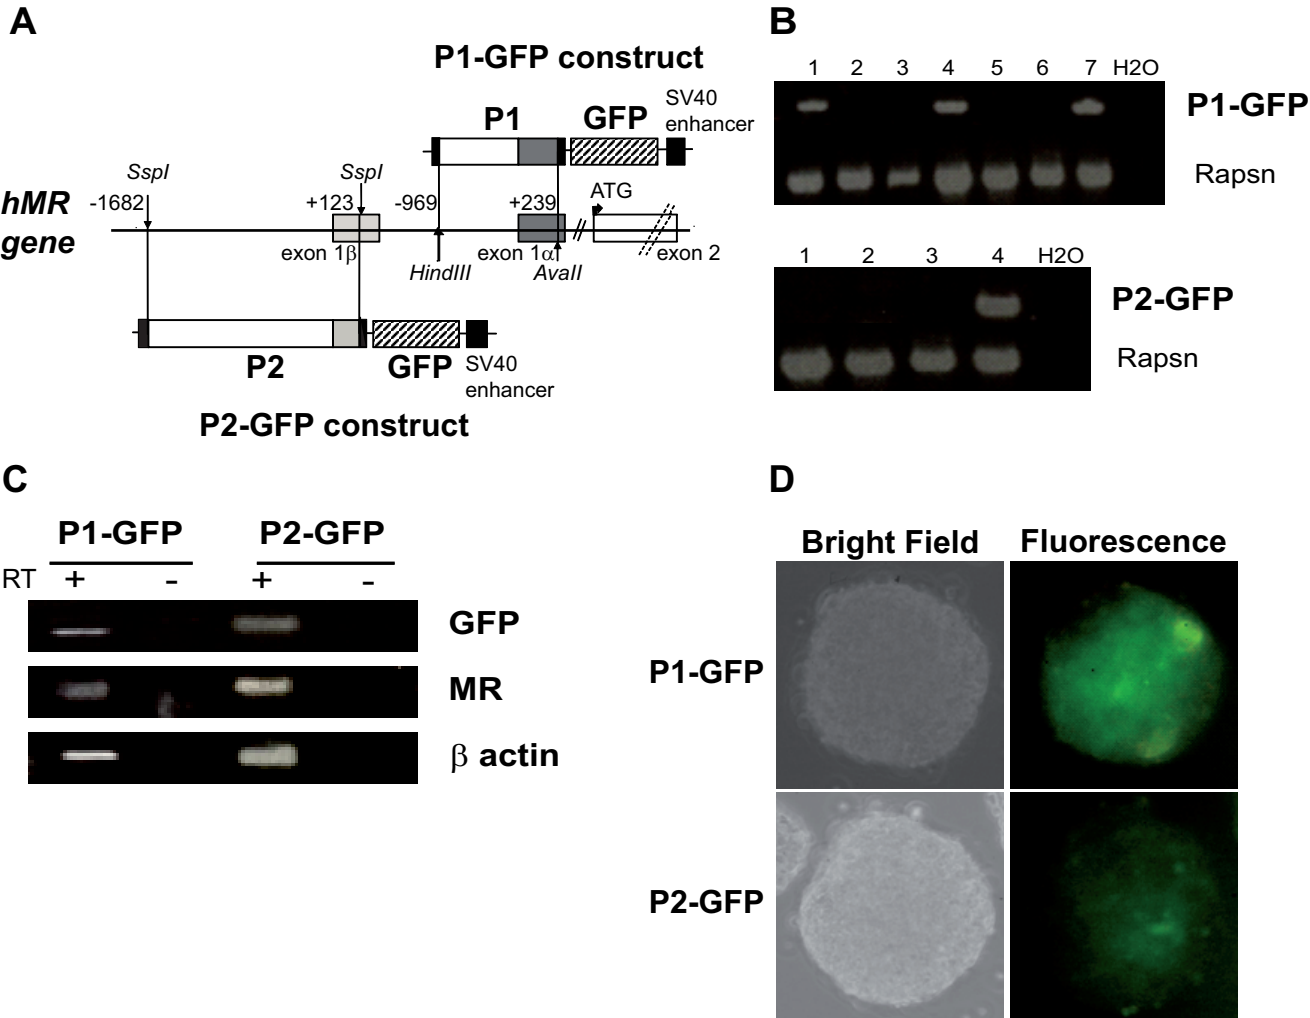 A
P1-GFP construct
P1
GFP
SV40
enhancer
SspI
SspI
hMR
gene
-1682
+123
-969
+239
ATG
exon 1β
HindIII
exon 1α
AvaII
exon 2
P2
GFP
SV40
enhancer
P2-GFP construct
B
1 2 3 4 5 6 7 H2O
P1-GFP
Rapsn
1 2 3 4 H2O
P2-GFP
Rapsn
C
P1-GFP P2-GFP
RT + - + -
GFP
MR
β actin
D
Bright Field Fluorescence
P1-GFP
P2-GFP